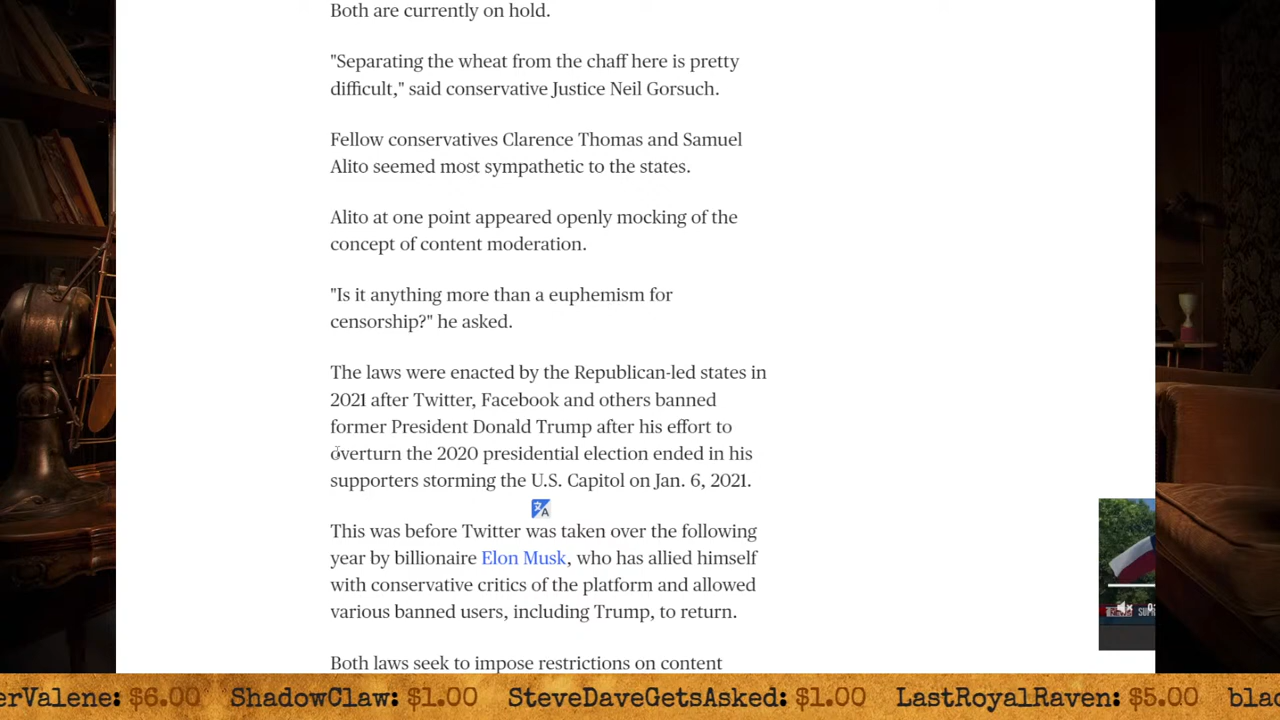 Both are currently on hold.
"Separating the wheat from the chaff here is pretty
difficult," said conservative Justice Neil Gorsuch.
Fellow conservatives Clarence Thomas and Samuel
Alito seemed most sympathetic to the states.
Alito at one point appeared openly mocking of the
concept of content moderation.
"Is it anything more than a euphemism for
censorship?" he asked.
The laws were enacted by the Republican-led states in
2021 after Twitter, Facebook and others banned
former President Donald Trump after his effort to
overturn the 2020 presidential election ended in his
supporters storming the U.S. Capitol on Jan. 6, 2021.
This was before Twitter was taken over the following
year by billionaire Elon Musk, who has allied himself
with conservative critics of the platform and allowed
various banned users, including Trump, to return.
Both laws seek to impose restrictions on content
erValene: $6.00 ShadowClaw: $1.00 SteveDaveGetsAsked: $1.00 LastRoyalRaven: $5.00 blac